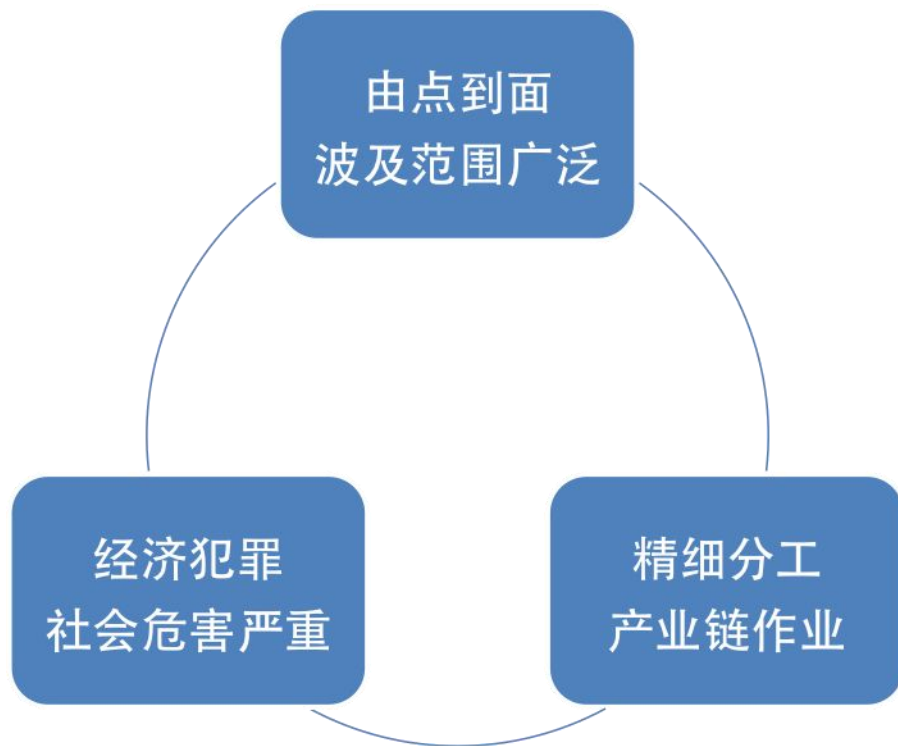 由点到面
波及范围广泛
经济犯罪
社会危害严重
精细分工
产业链作业